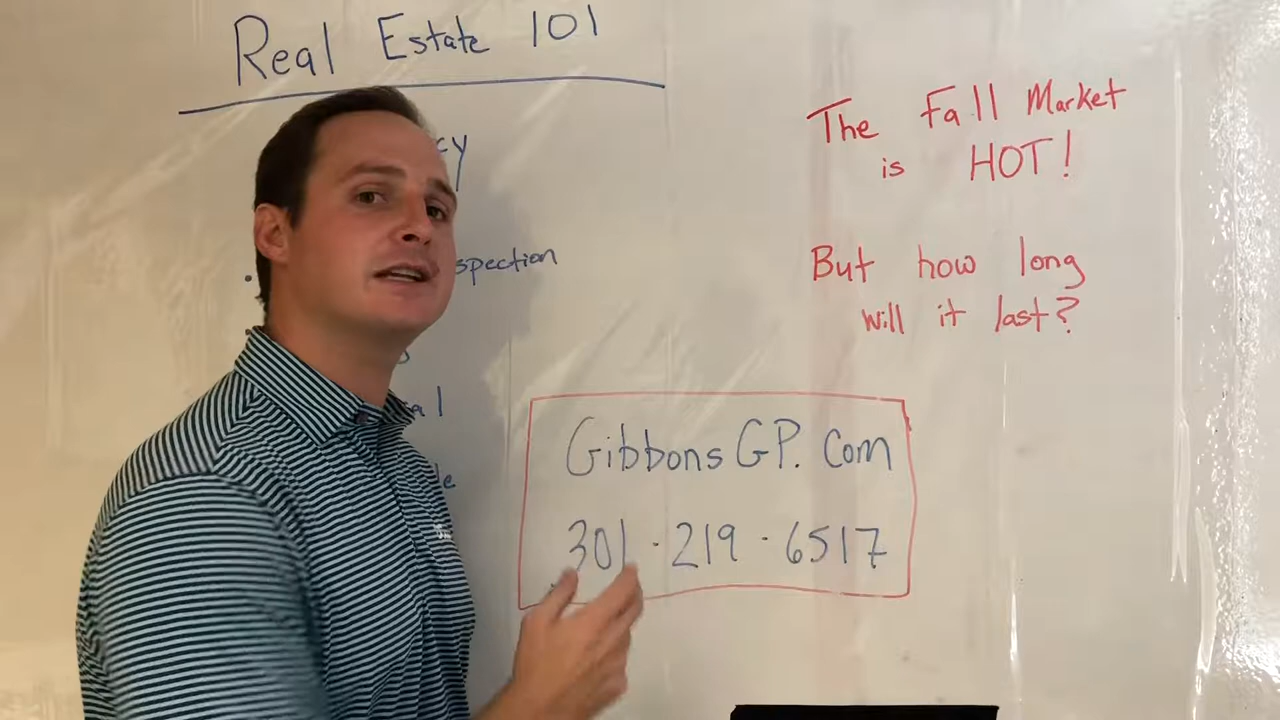 Real Estate 101
The Fall Market
is HOT!
But how long
will it last?
GibbonsGP.com
301·219·6517